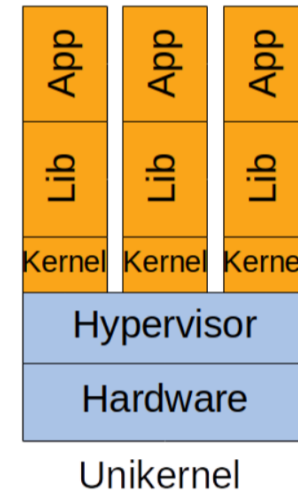 App App App
Lib Lib Lib
Kernel Kernel Kerne
Hypervisor
Hardware
Unikernel